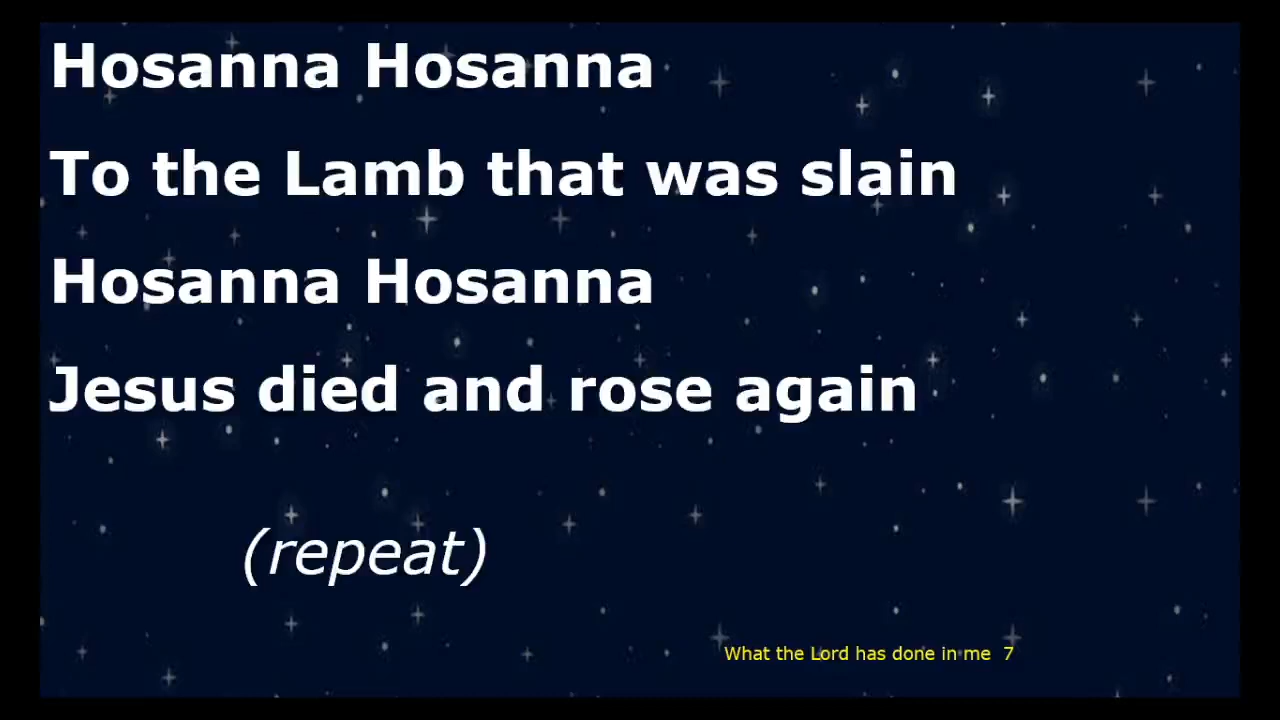 Hosanna Hosanna
To the Lamb that was slain
Hosanna Hosanna
Jesus died and rose again
(repeat)
What the Lord has done in me 7